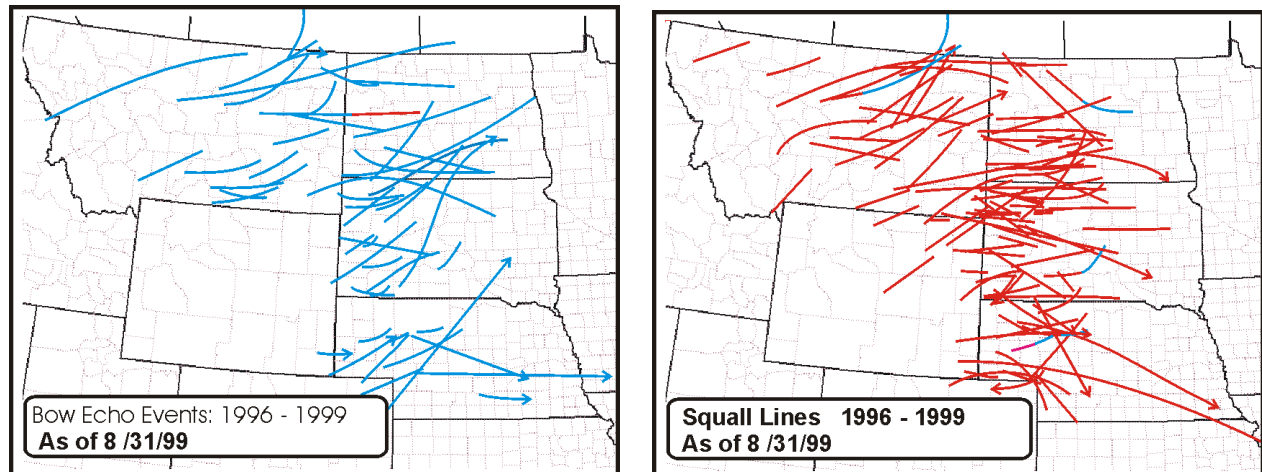 Bow Echo Events: 1996 - 1999
As of 8 /31/99
Squall Lines 1996 - 1999
As of 8 /31/99